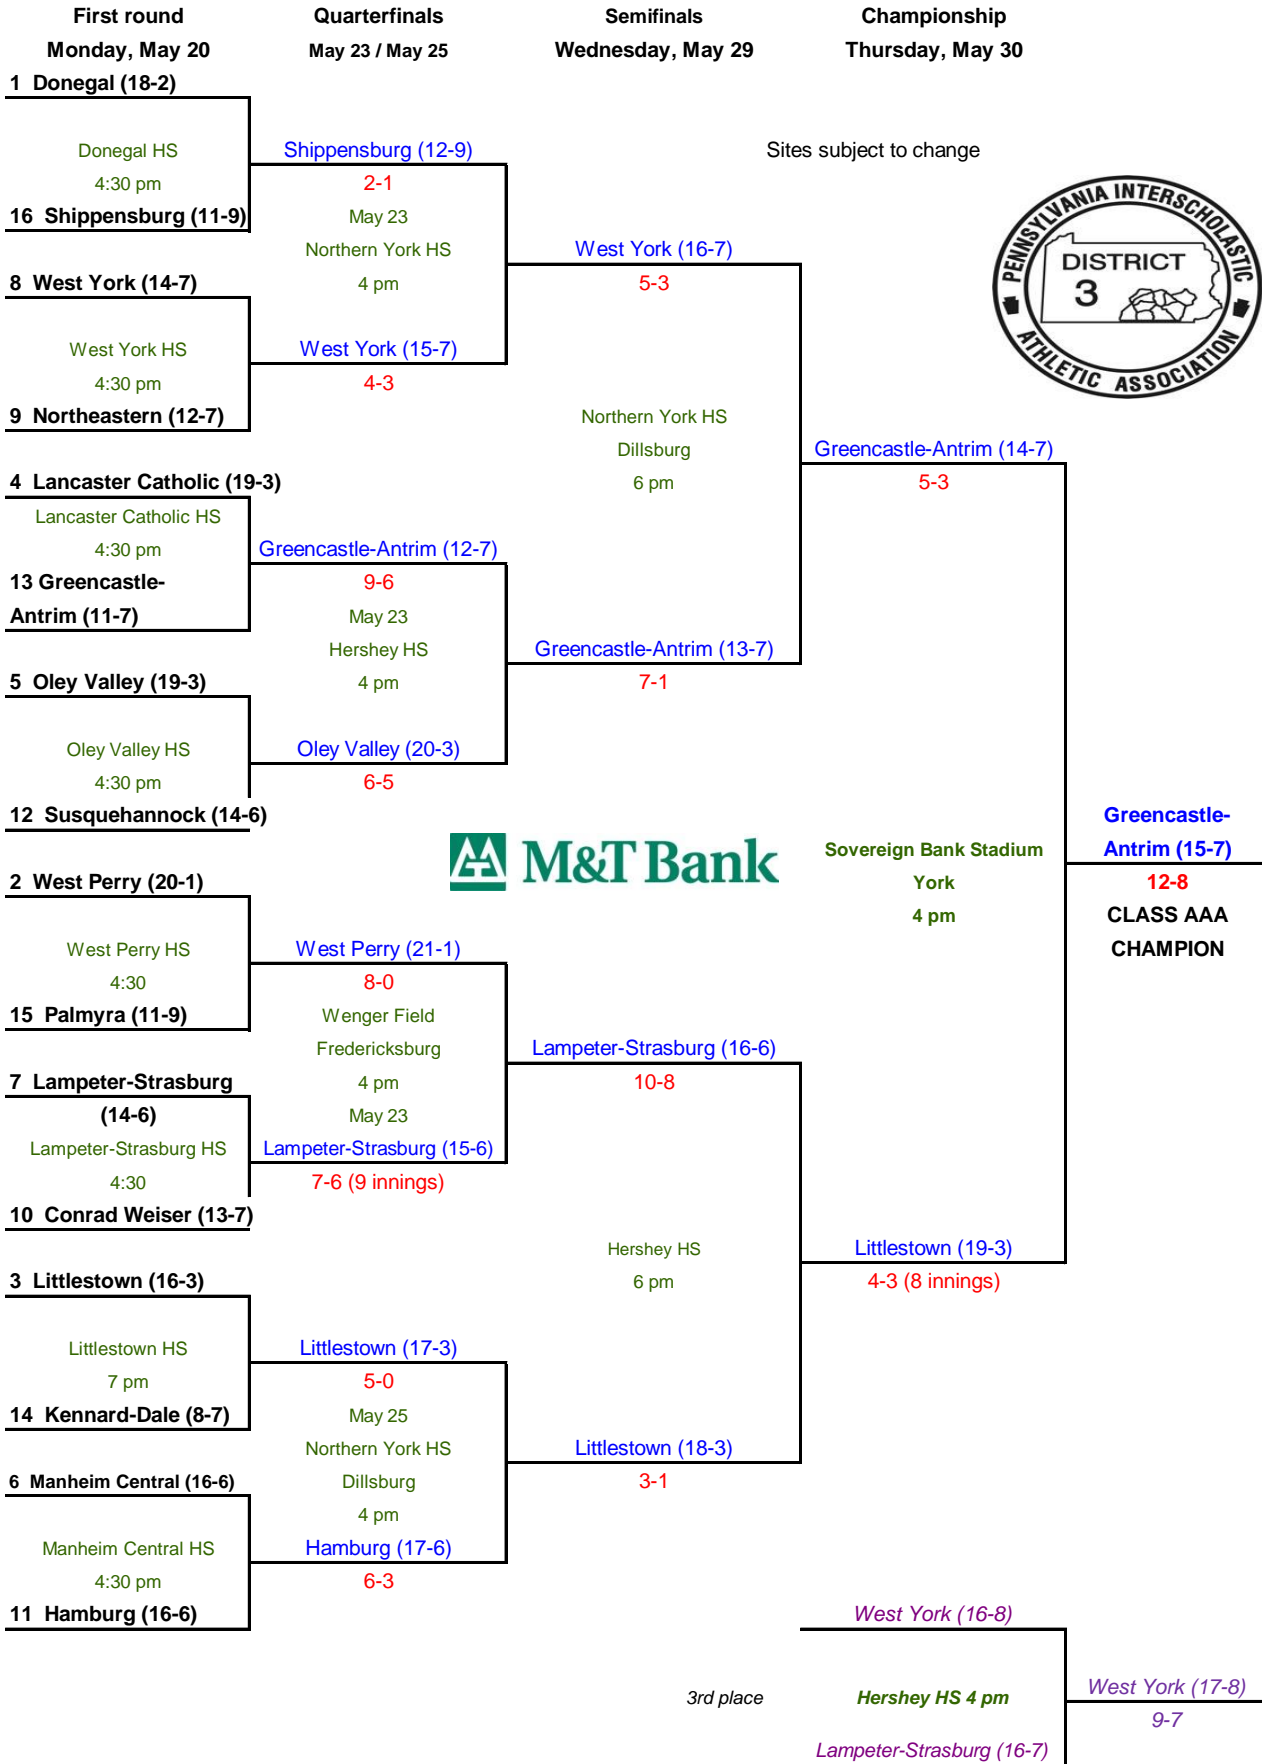 First round
Monday, May 20
Quarterfinals
May 23 / May 25
Semifinals
Wednesday, May 29
Championship
Thursday, May 30
1 Donegal (18-2)
Donegal HS
4:30 pm
16 Shippensburg (11-9)
8 West York (14-7)
West York HS
4:30 pm
9 Northeastern (12-7)
4 Lancaster Catholic (19-3)
Lancaster Catholic HS
4:30 pm
13 Greencastle-
Antrim (11-7)
5 Oley Valley (19-3)
Oley Valley HS
4:30 pm
12 Susquehannock (14-6)
2 West Perry (20-1)
West Perry HS
4:30
15 Palmyra (11-9)
7 Lampeter-Strasburg
(14-6)
Lampeter-Strasburg HS
4:30
10 Conrad Weiser (13-7)
3 Littlestown (16-3)
Littlestown HS
7 pm
14 Kennard-Dale (8-7)
6 Manheim Central (16-6)
Manheim Central HS
4:30 pm
11 Hamburg (16-6)
Shippensburg (12-9)
2-1
May 23
Northern York HS
4 pm
West York (15-7)
4-3
Greencastle-Antrim (12-7)
9-6
May 23
Hershey HS
4 pm
Oley Valley (20-3)
6-5
West Perry (21-1)
8-0
Wenger Field
Fredericksburg
4 pm
May 23
Lampeter-Strasburg (15-6)
7-6 (9 innings)
Littlestown (17-3)
5-0
May 25
Northern York HS
Dillsburg
4 pm
Hamburg (17-6)
6-3
West York (16-7)
5-3
Northern York HS
Dillsburg
6 pm
Greencastle-Antrim (13-7)
7-1
M&T Bank
Lampeter-Strasburg (16-6)
10-8
Hershey HS
6 pm
Littlestown (18-3)
3-1
Sites subject to change
PENNSYLVANIA INTERSCHOLASTIC
DISTRICT
3
ATHLETIC ASSOCIATION
Greencastle-Antrim (14-7)
5-3
Sovereign Bank Stadium
York
4 pm
Littlestown (19-3)
4-3 (8 innings)
Greencastle-
Antrim (15-7)
12-8
CLASS AAA
CHAMPION
West York (16-8)
3rd place
Hershey HS 4 pm
Lampeter-Strasburg (16-7)
West York (17-8)
9-7